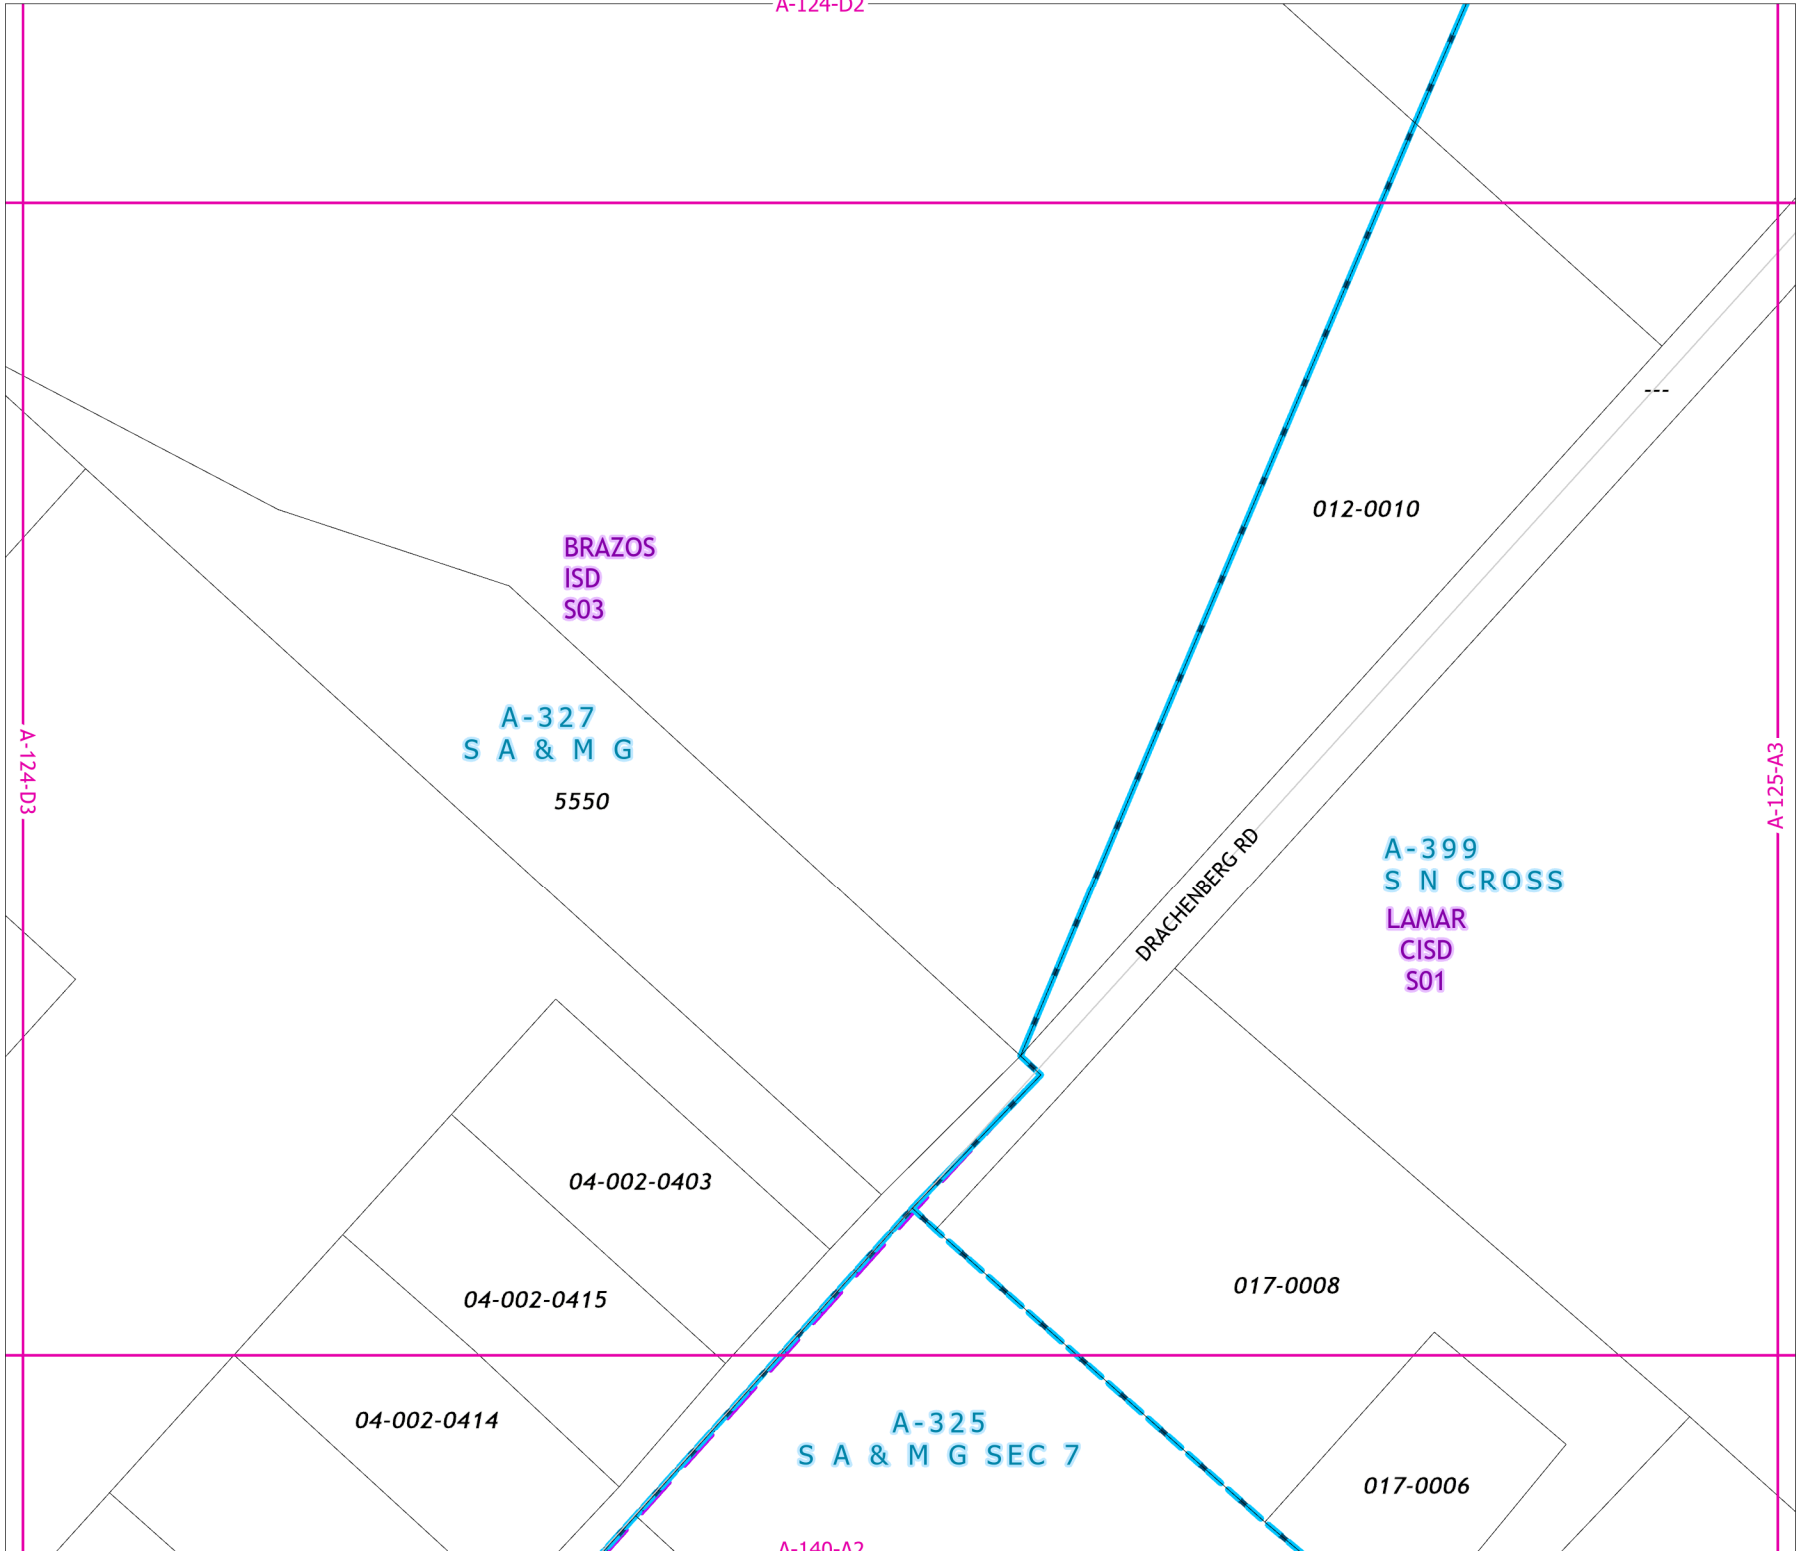 A-124-D2
---
012-0010
BRAZOS
ISD
S03
A-327
S A & M G
5550
A-124-D3
A-125-A3
DRACHENBERG RD
A-399
S N CROSS
LAMAR
CISD
S01
04-002-0403
04-002-0415
017-0008
04-002-0414
A-325
S A & M G SEC 7
017-0006
A-140-A2